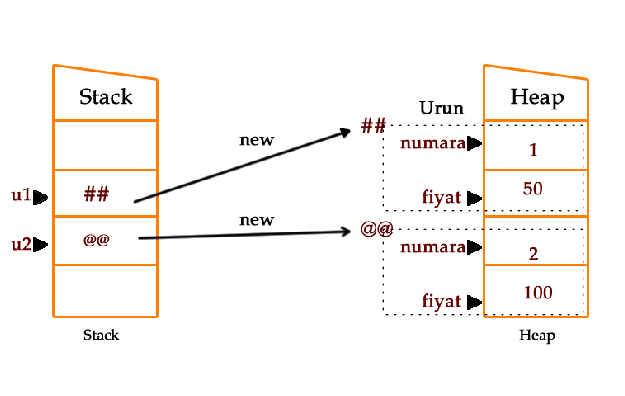 Stack
Urun
Heap
##
new
numara
1
u1
##
fiyat
50
new
@@
u2
@@
numara
2
fiyat
100
Stack
Heap